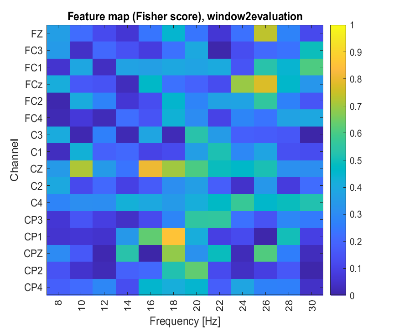 Feature map (Fisher score), window2evaluation
Channel
FZ
FC3
FC1
FCz
FC2
FC4
C3
C1
CZ
C2
C4
CP3
CP1
CPZ
CP2
CP4
8 10 12 14 16 18 20 22 24 26 28 30
Frequency [Hz]
1
0.9
0.8
0.7
0.6
0.5
0.4
0.3
0.2
0.1
0